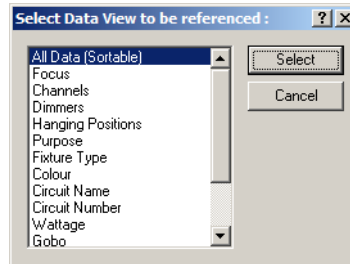 Select Data View to be referenced :
All Data (Sortable)
Focus
Channels
Dimmers
Hanging Positions
Purpose
Fixture Type
Colour
Circuit Name
Circuit Number
Wattage
Gobo
Select
Cancel